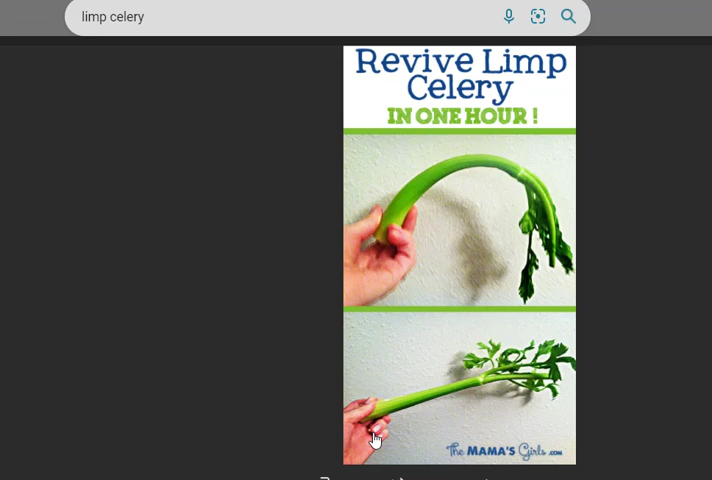 limp celery
Revive Limp
Celery
IN ONE HOUR !
The MAMA'S Girls .COM